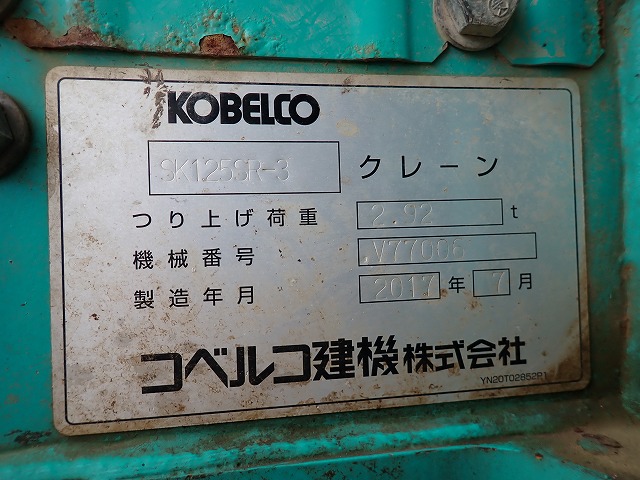 KOBELCO
SK125SR-3 クレーン
つり上げ荷重 2.92 t
機械番号 V77006
製造年月 2017 年 7 月
コベルコ建機株式会社
YN20T02852P1